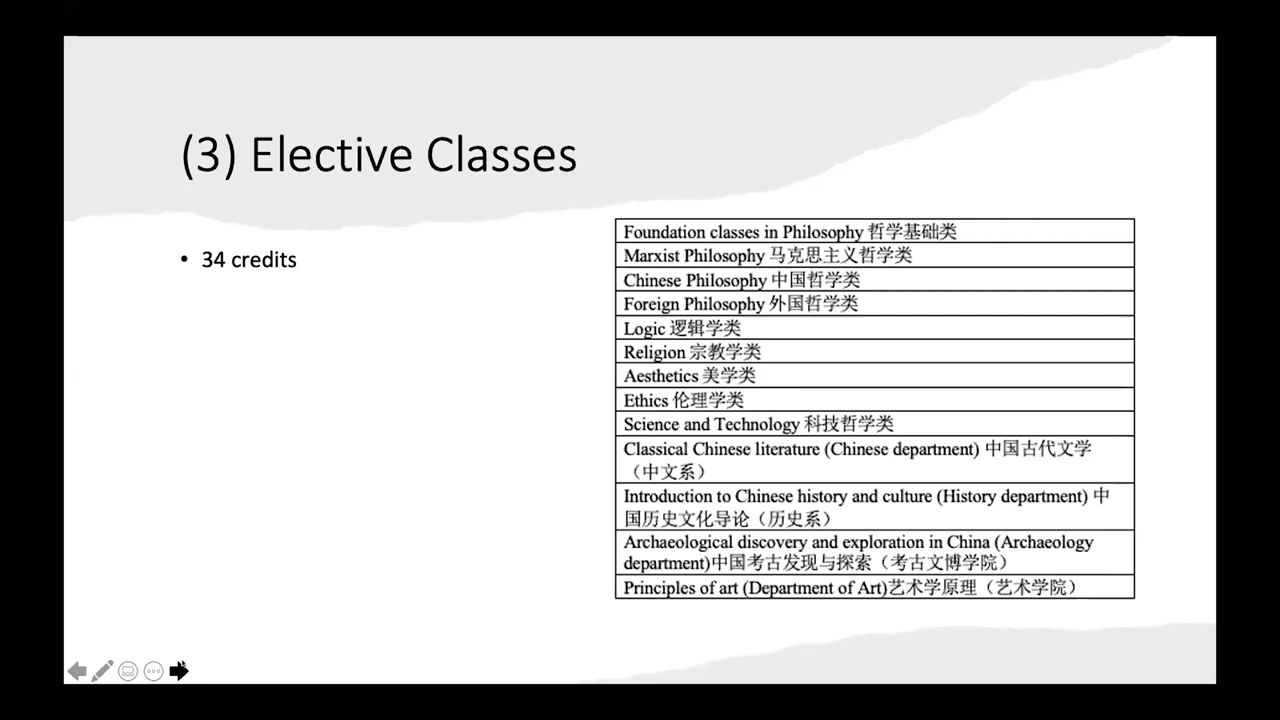 (3) Elective Classes
• 34 credits
Foundation classes in Philosophy 哲学基础类
Marxist Philosophy 马克思主义哲学类
Chinese Philosophy 中国哲学类
Foreign Philosophy 外国哲学类
Logic 逻辑学类
Religion 宗教学类
Aesthetics 美学类
Ethics 伦理学类
Science and Technology 科技哲学类
Classical Chinese literature (Chinese department) 中国古代文学
（中文系）
Introduction to Chinese history and culture (History department) 中
国历史文化导论（历史系）
Archaeological discovery and exploration in China (Archaeology
department)中国考古发现与探索（考古文博学院）
Principles of art (Department of Art)艺术学原理（艺术学院）